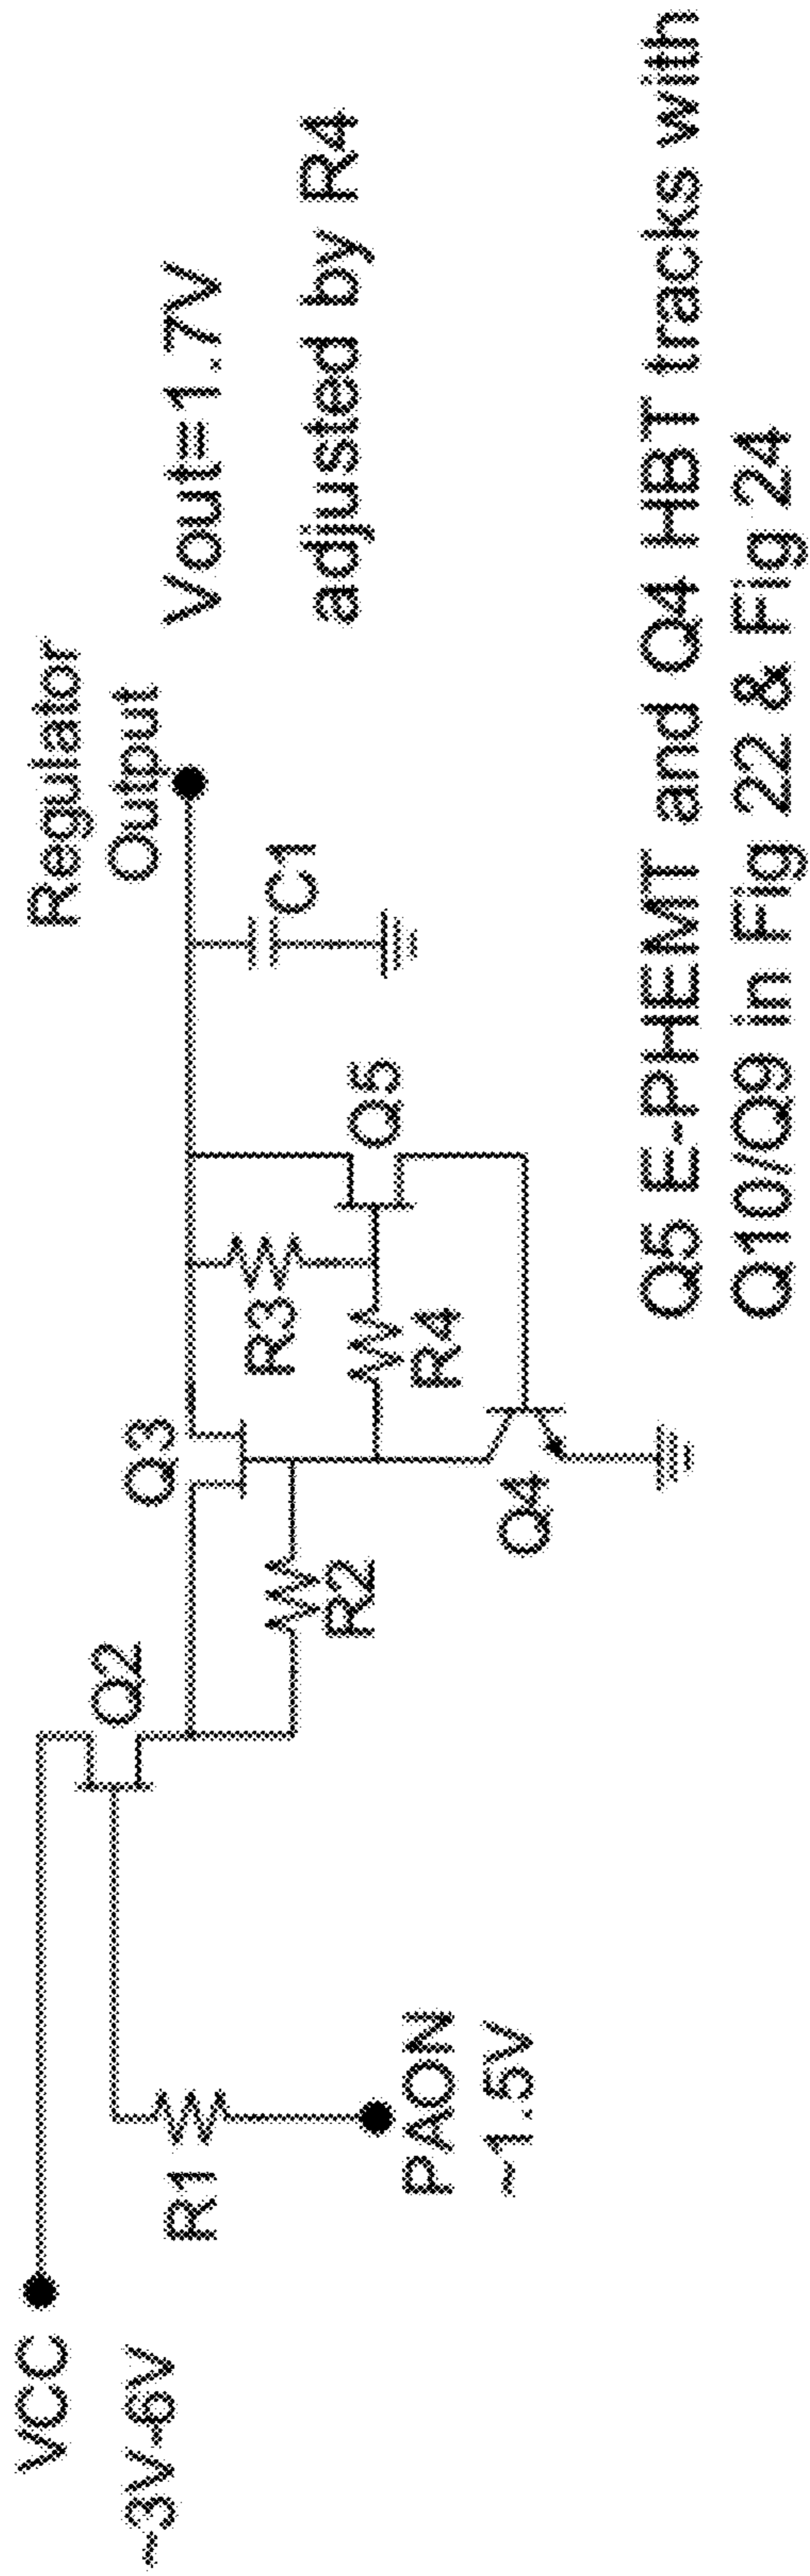 VCC
~3V-6V
R1
PAON
~1.5V
Q2
R2
Q3
Q4
R3
R4
Q5
C1
Regulator
Output
Vout=1.7V
adjusted by R4
Q5 E-PHEMT and Q4 HBT tracks with
Q10/Q9 in Fig 22 & Fig 24